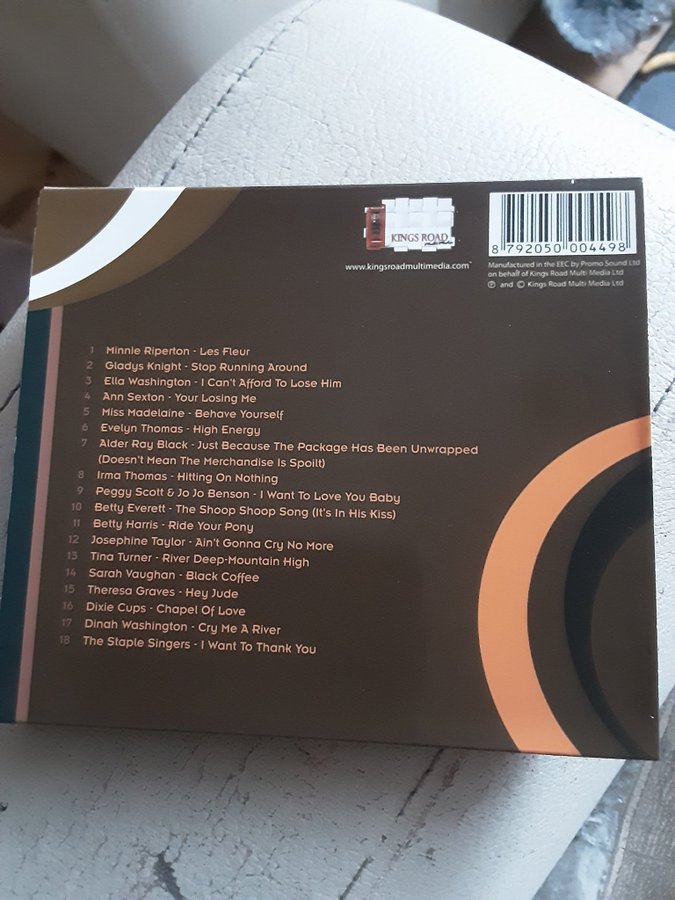 KINGS ROAD
www.kingsroadmultimedia.com
8 792050 004498
Manufactured in the EEC by Promo Sound Ltd
on behalf of Kings Road Multi Media Ltd
℗ and © Kings Road Multi Media Ltd
1 Minnie Riperton - Les Fleur
2 Gladys Knight - Stop Running Around
3 Ella Washington - I Can't Afford To Lose Him
4 Ann Sexton - Your Losing Me
5 Miss Madelaine - Behave Yourself
6 Evelyn Thomas - High Energy
7 Alder Ray Black - Just Because The Package Has Been Unwrapped
(Doesn't Mean The Merchandise Is Spoilt)
8 Irma Thomas - Hitting On Nothing
9 Peggy Scott & Jo Jo Benson - I Want To Love You Baby
10 Betty Everett - The Shoop Shoop Song (It's In His Kiss)
11 Betty Harris - Ride Your Pony
12 Josephine Taylor - Ain't Gonna Cry No More
13 Tina Turner - River Deep-Mountain High
14 Sarah Vaughan - Black Coffee
15 Theresa Graves - Hey Jude
16 Dixie Cups - Chapel Of Love
17 Dinah Washington - Cry Me A River
18 The Staple Singers - I Want To Thank You